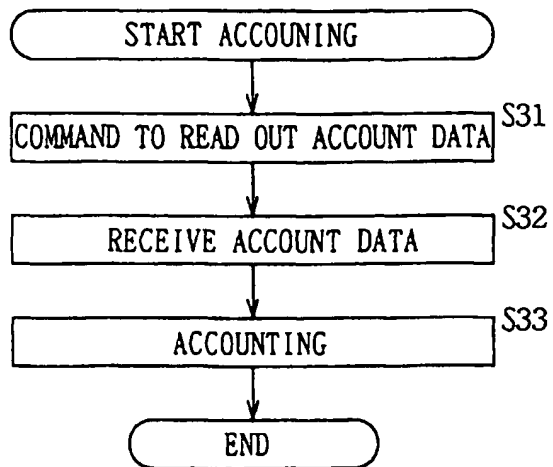 START ACCOUNING
S31
COMMAND TO READ OUT ACCOUNT DATA
S32
RECEIVE ACCOUNT DATA
S33
ACCOUNTING
END